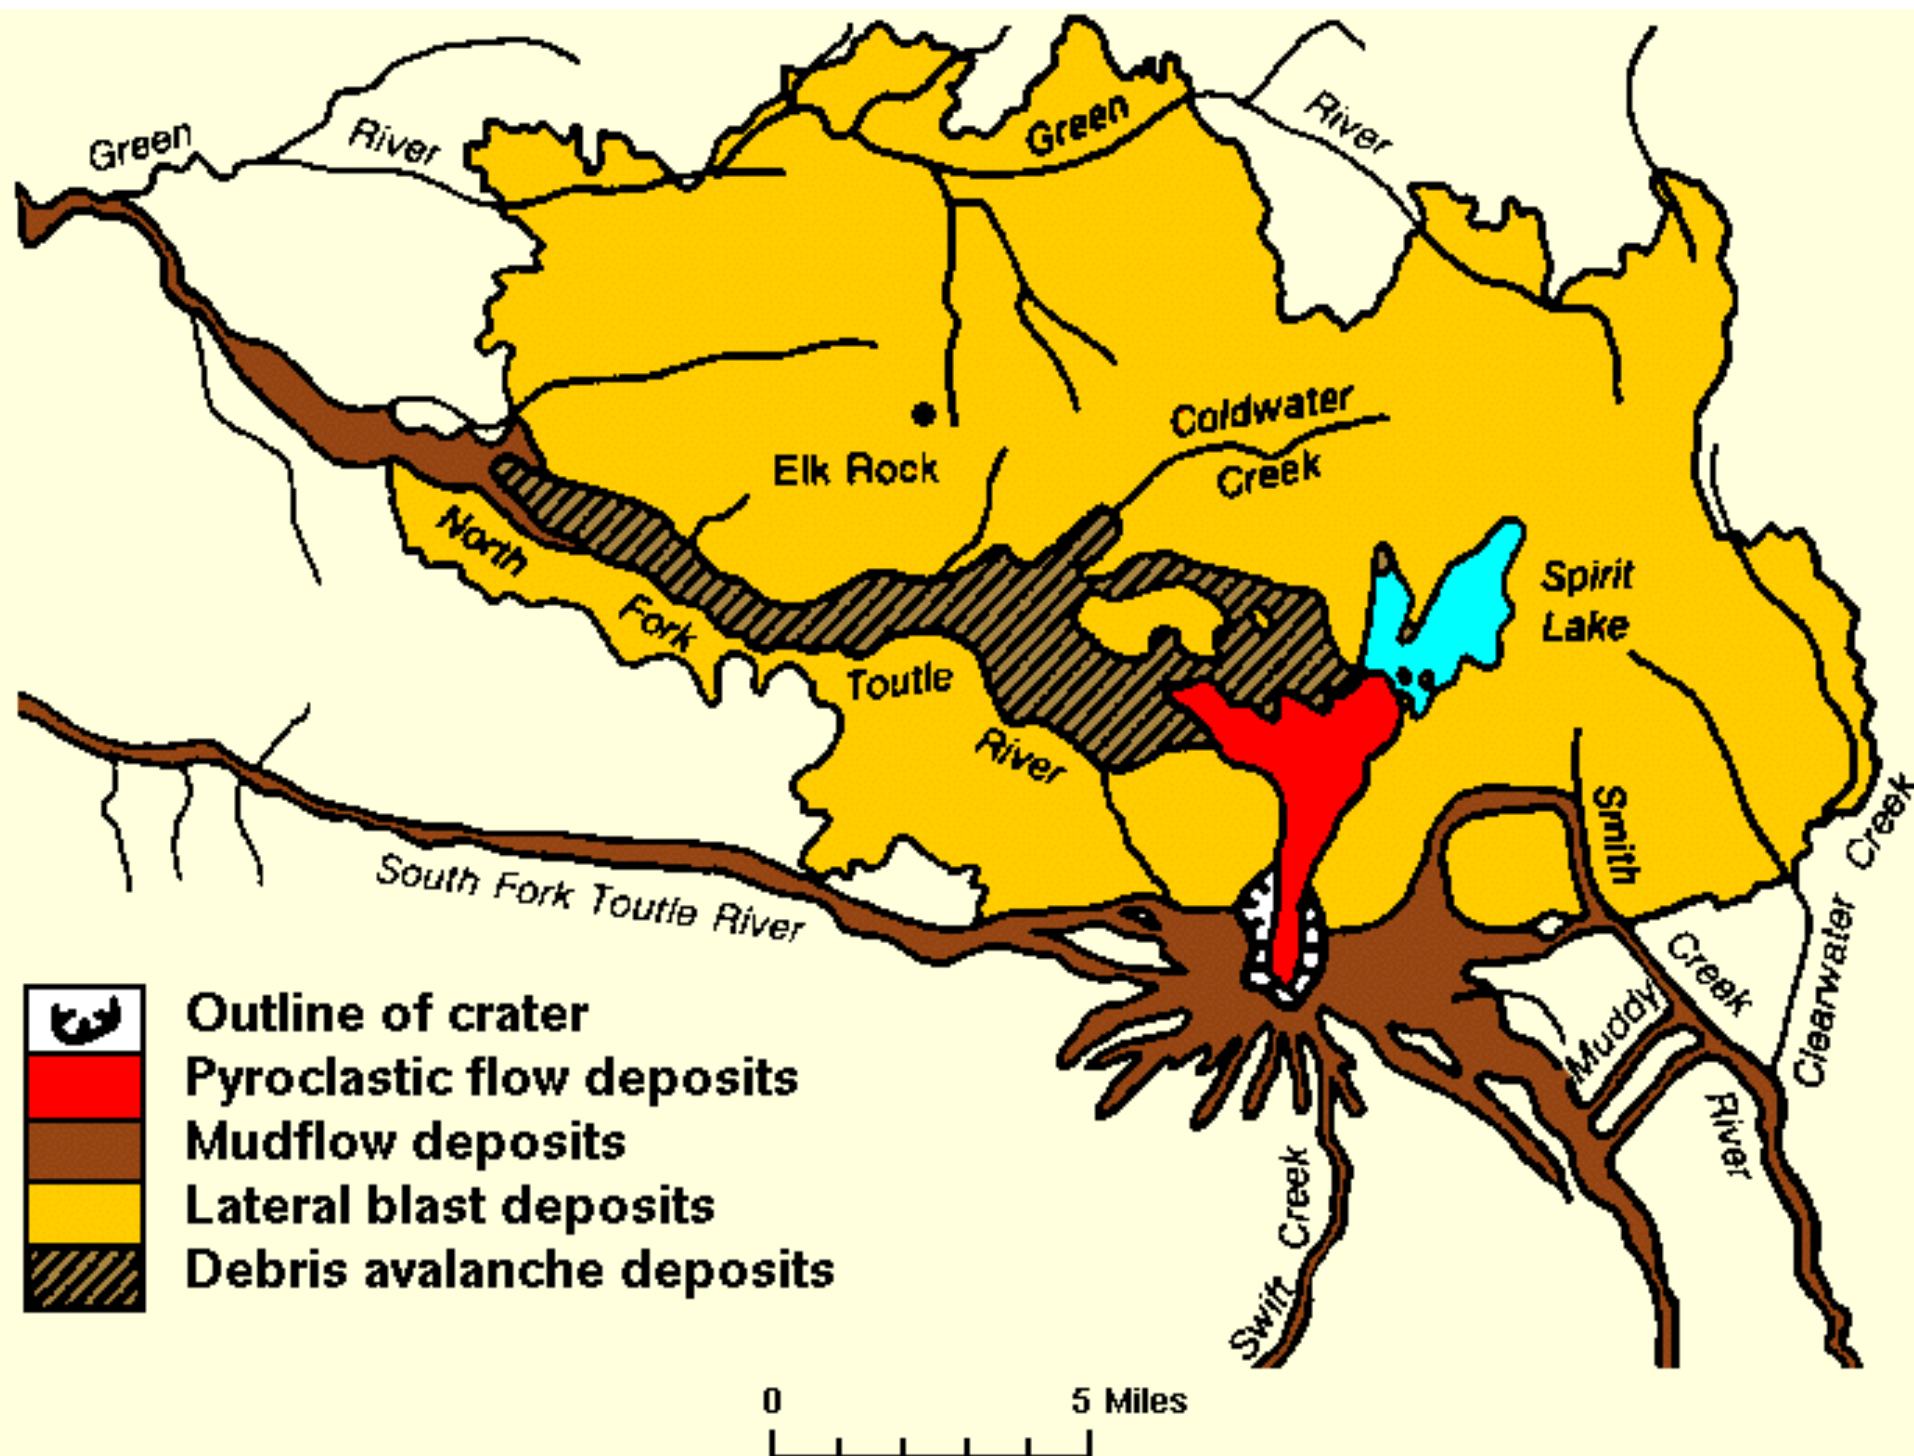 Green
River
Green
River
Coldwater
Creek
Elk Rock
North
Fork
Toutle
River
Spirit
Lake
Smith
Creek
Clearwater
Creek
Muddy
River
South Fork Toutle River
Swift
Creek
Outline of crater
Pyroclastic flow deposits
Mudflow deposits
Lateral blast deposits
Debris avalanche deposits
0
5 Miles